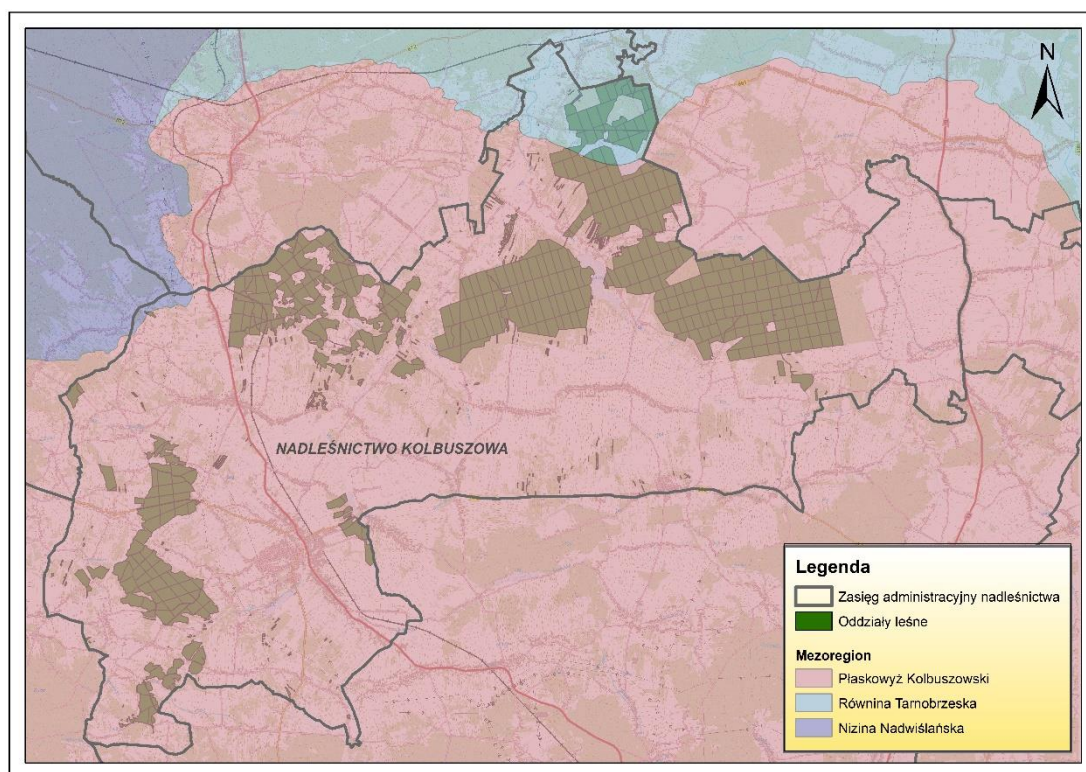 N
NADLEŚNICTWO KOLBUSZOWA
Legenda
Zasięg administracyjny nadleśnictwa
Oddziały leśne
Mezoregion
Płaskowyż Kolbuszowski
Równina Tarnobrzeska
Nizina Nadwiślańska